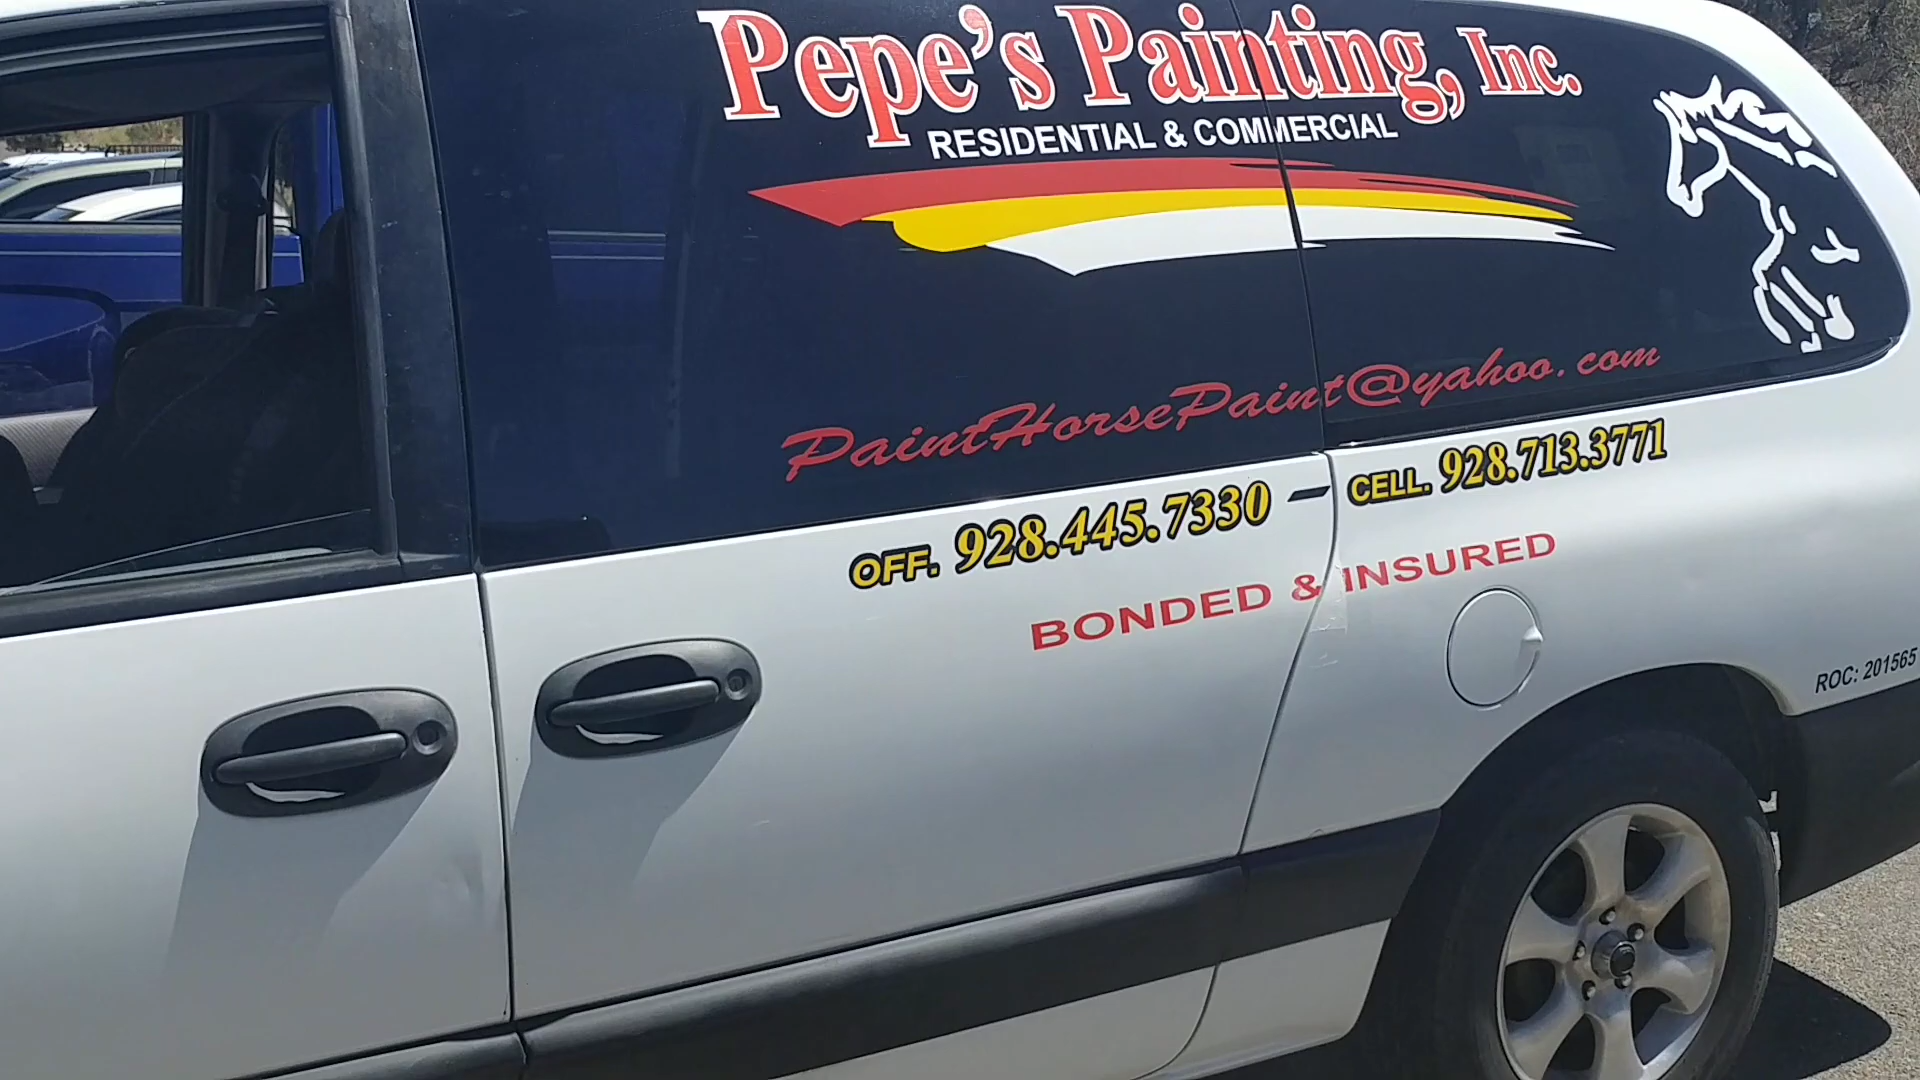 Pepe's Painting, Inc.
RESIDENTIAL & COMMERCIAL
PaintHorsePaint@yahoo.com
OFF. 928.445.7330 - CELL. 928.713.3771
BONDED & INSURED
ROC: 201565